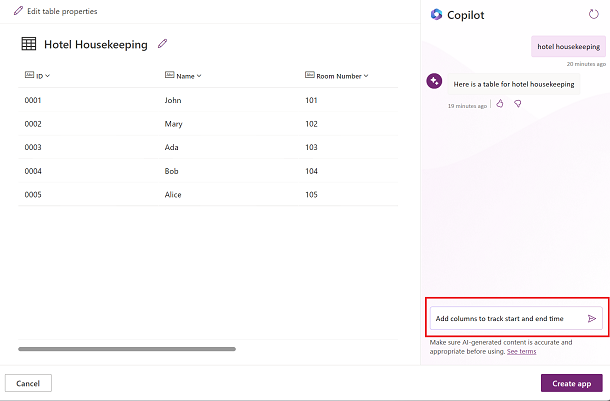 Edit table properties
Hotel Housekeeping
Abc ID
Abc Name
Abc Room Number
0001 John 101
0002 Mary 102
0003 Ada 103
0004 Bob 104
0005 Alice 105
Cancel
Copilot
hotel housekeeping
20 minutes ago
Here is a table for hotel housekeeping
19 minutes ago
Add columns to track start and end time
Make sure AI-generated content is accurate and
appropriate before using. See terms
Create app